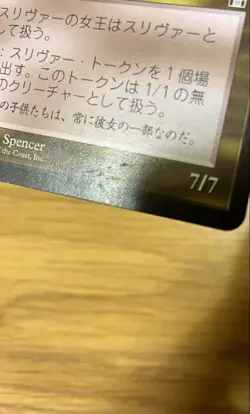 スリヴァーの女王はスリヴァーと
して扱う。
: スリヴァー・トークンを1個場
出す。このトークンは1/1の無
のクリーチャーとして扱う。
の子供たちは、常に彼女の一部なのだ。
Spencer
the Coast, Inc.
7/7